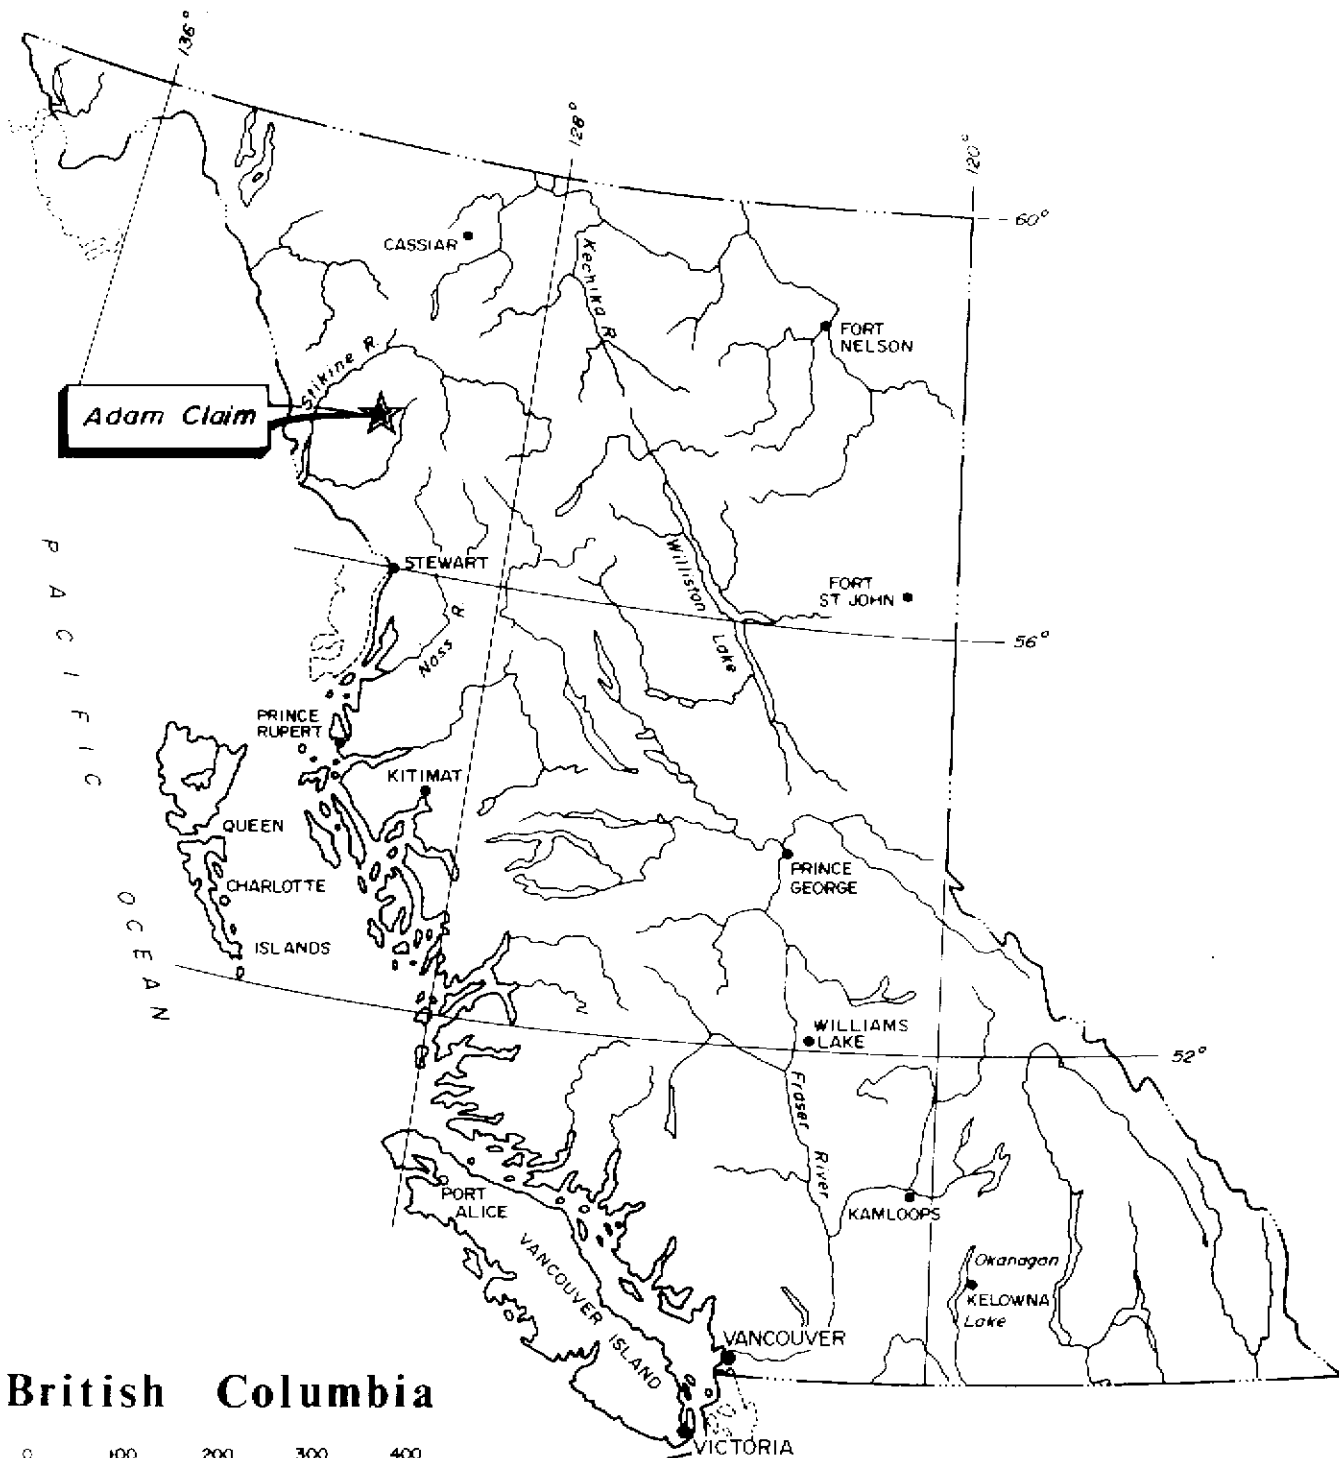 136°
128°
120°
60°
CASSIAR
Kechika R.
FORT
NELSON
Stikine R.
Adam Claim
PACIFIC
OCEAN
STEWART
Williston
Lake
FORT
ST JOHN
56°
Nass R
PRINCE
RUPERT
KITIMAT
QUEEN
CHARLOTTE
ISLANDS
PRINCE
GEORGE
WILLIAMS
LAKE
52°
Fraser
River
PORT
ALICE
KAMLOOPS
VANCOUVER ISLAND
Okanagan
KELOWNA
Lake
VANCOUVER
British Columbia
VICTORIA
0 100 200 300 400